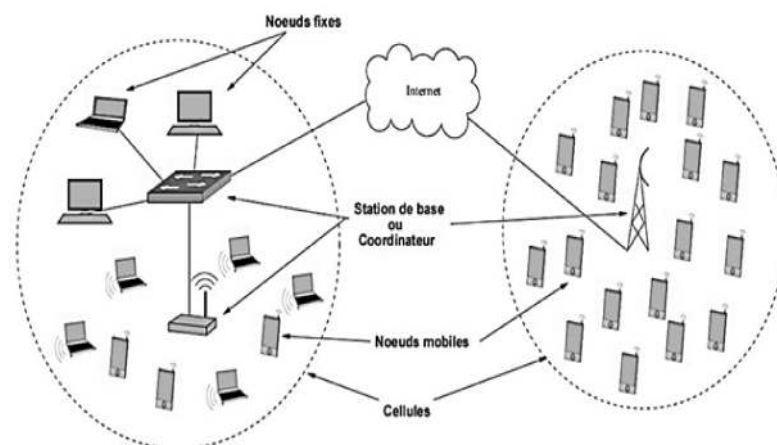 Noeuds fixes
Internet
Station de base
ou
Coordinateur
Noeuds mobiles
Cellules